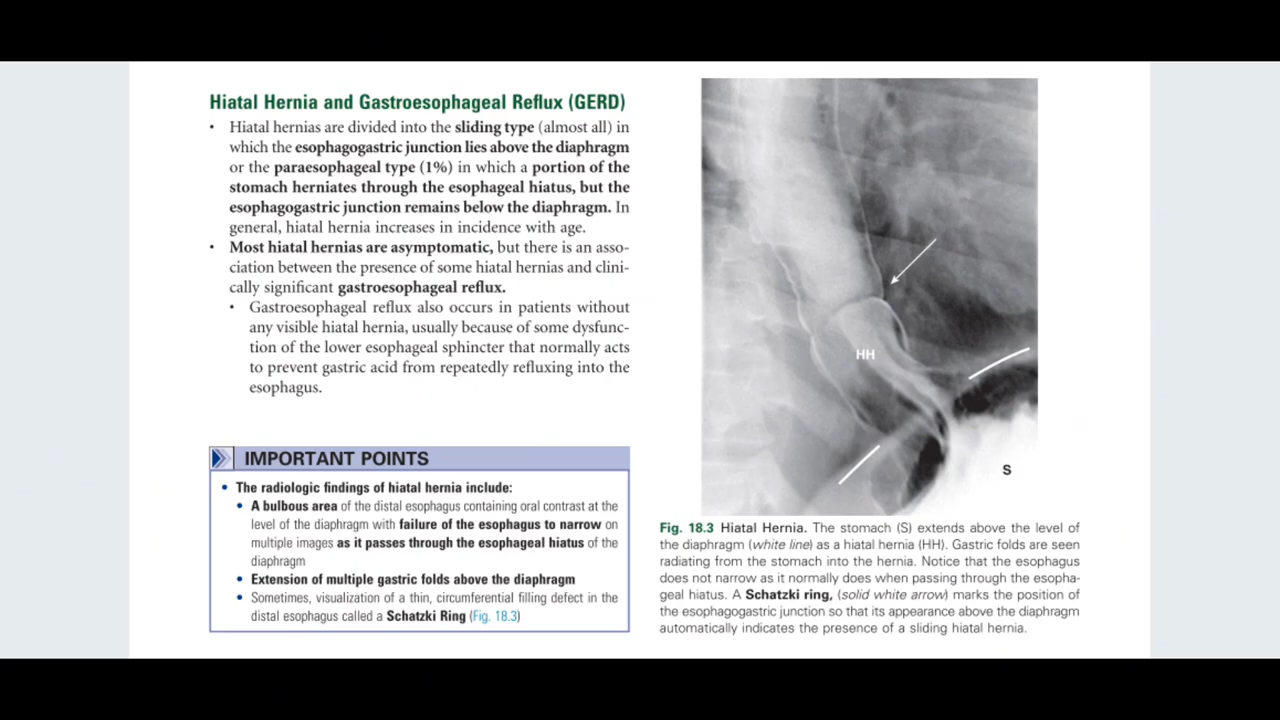 Hiatal Hernia and Gastroesophageal Reflux (GERD)
• Hiatal hernias are divided into the sliding type (almost all) in
which the esophagogastric junction lies above the diaphragm
or the paraesophageal type (1%) in which a portion of the
stomach herniates through the esophageal hiatus, but the
esophagogastric junction remains below the diaphragm. In
general, hiatal hernia increases in incidence with age.
• Most hiatal hernias are asymptomatic, but there is an asso-
ciation between the presence of some hiatal hernias and clini-
cally significant gastroesophageal reflux.
• Gastroesophageal reflux also occurs in patients without
any visible hiatal hernia, usually because of some dysfunc-
tion of the lower esophageal sphincter that normally acts
to prevent gastric acid from repeatedly refluxing into the
esophagus.
IMPORTANT POINTS
• The radiologic findings of hiatal hernia include:
• A bulbous area of the distal esophagus containing oral contrast at the
level of the diaphragm with failure of the esophagus to narrow on
multiple images as it passes through the esophageal hiatus of the
diaphragm
• Extension of multiple gastric folds above the diaphragm
• Sometimes, visualization of a thin, circumferential filling defect in the
distal esophagus called a Schatzki Ring (Fig. 18.3)
HH
S
Fig. 18.3 Hiatal Hernia. The stomach (S) extends above the level of
the diaphragm (white line) as a hiatal hernia (HH). Gastric folds are seen
radiating from the stomach into the hernia. Notice that the esophagus
does not narrow as it normally does when passing through the esopha-
geal hiatus. A Schatzki ring, (solid white arrow) marks the position of
the esophagogastric junction so that its appearance above the diaphragm
automatically indicates the presence of a sliding hiatal hernia.